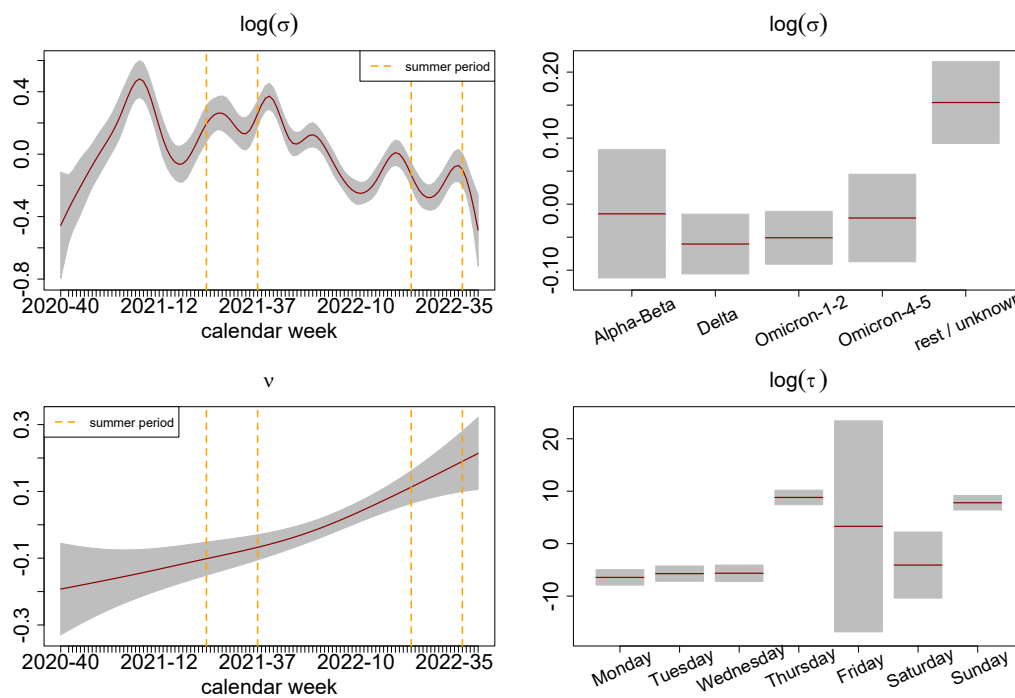 log(σ)
0.4
0.0
-0.4
-0.8
summer period
2020-40 2021-12 2021-37 2022-10 2022-35
calendar week
log(σ)
0.20
0.10
0.00
-0.10
Alpha-Beta Delta Omicron-1-2 Omicron-4-5 rest / unknown
ν
0.3
0.1
-0.1
-0.3
summer period
2020-40 2021-12 2021-37 2022-10 2022-35
calendar week
log(τ)
20
10
0
-10
Monday Tuesday Wednesday Thursday Friday Saturday Sunday